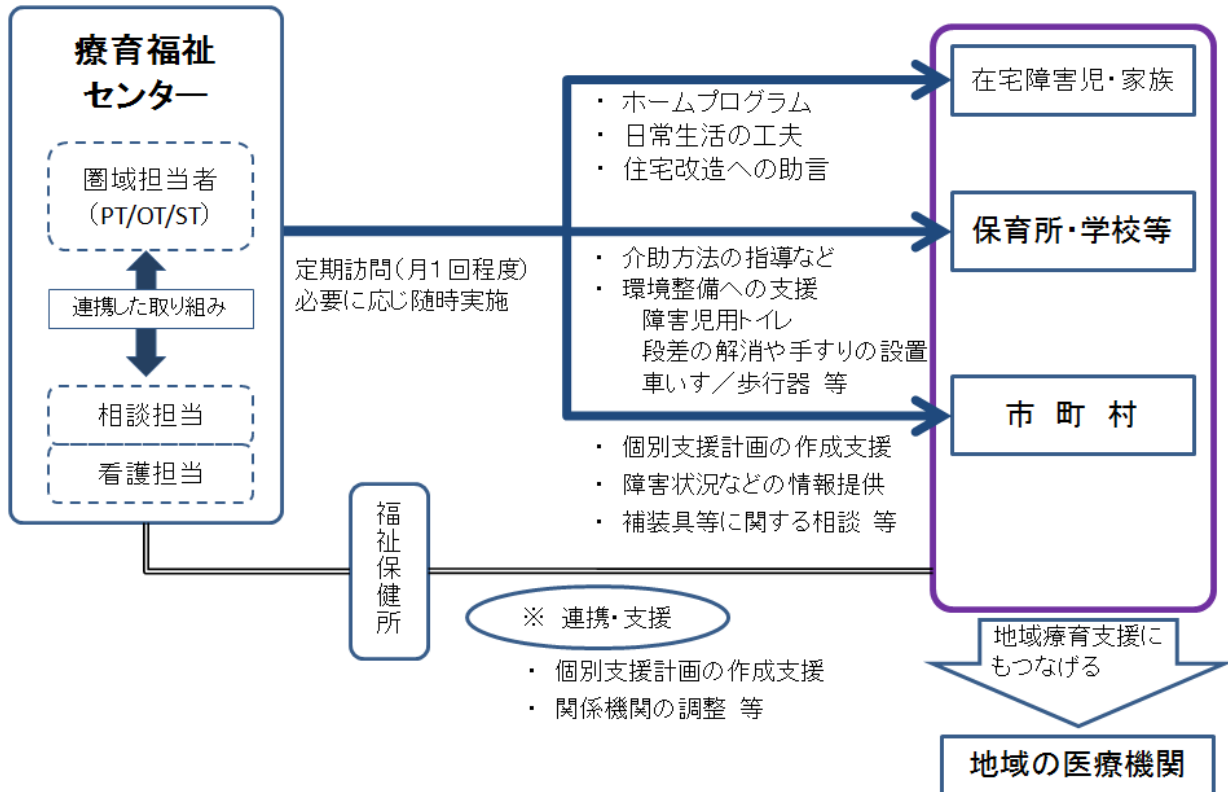 療育福祉
センター
圏域担当者
（PT/OT/ST）
連携した取り組み
相談担当
看護担当
定期訪問（月１回程度）
必要に応じ随時実施
・ ホームプログラム
・ 日常生活の工夫
・ 住宅改造への助言
・ 介助方法の指導など
・ 環境整備への支援
障害児用トイレ
段差の解消や手すりの設置
車いす／歩行器 等
・ 個別支援計画の作成支援
・ 障害状況などの情報提供
・ 補装具等に関する相談 等
在宅障害児・家族
保育所・学校等
市 町 村
福祉保健所
※ 連携・支援
・ 個別支援計画の作成支援
・ 関係機関の調整 等
地域療育支援に
もつなげる
地域の医療機関